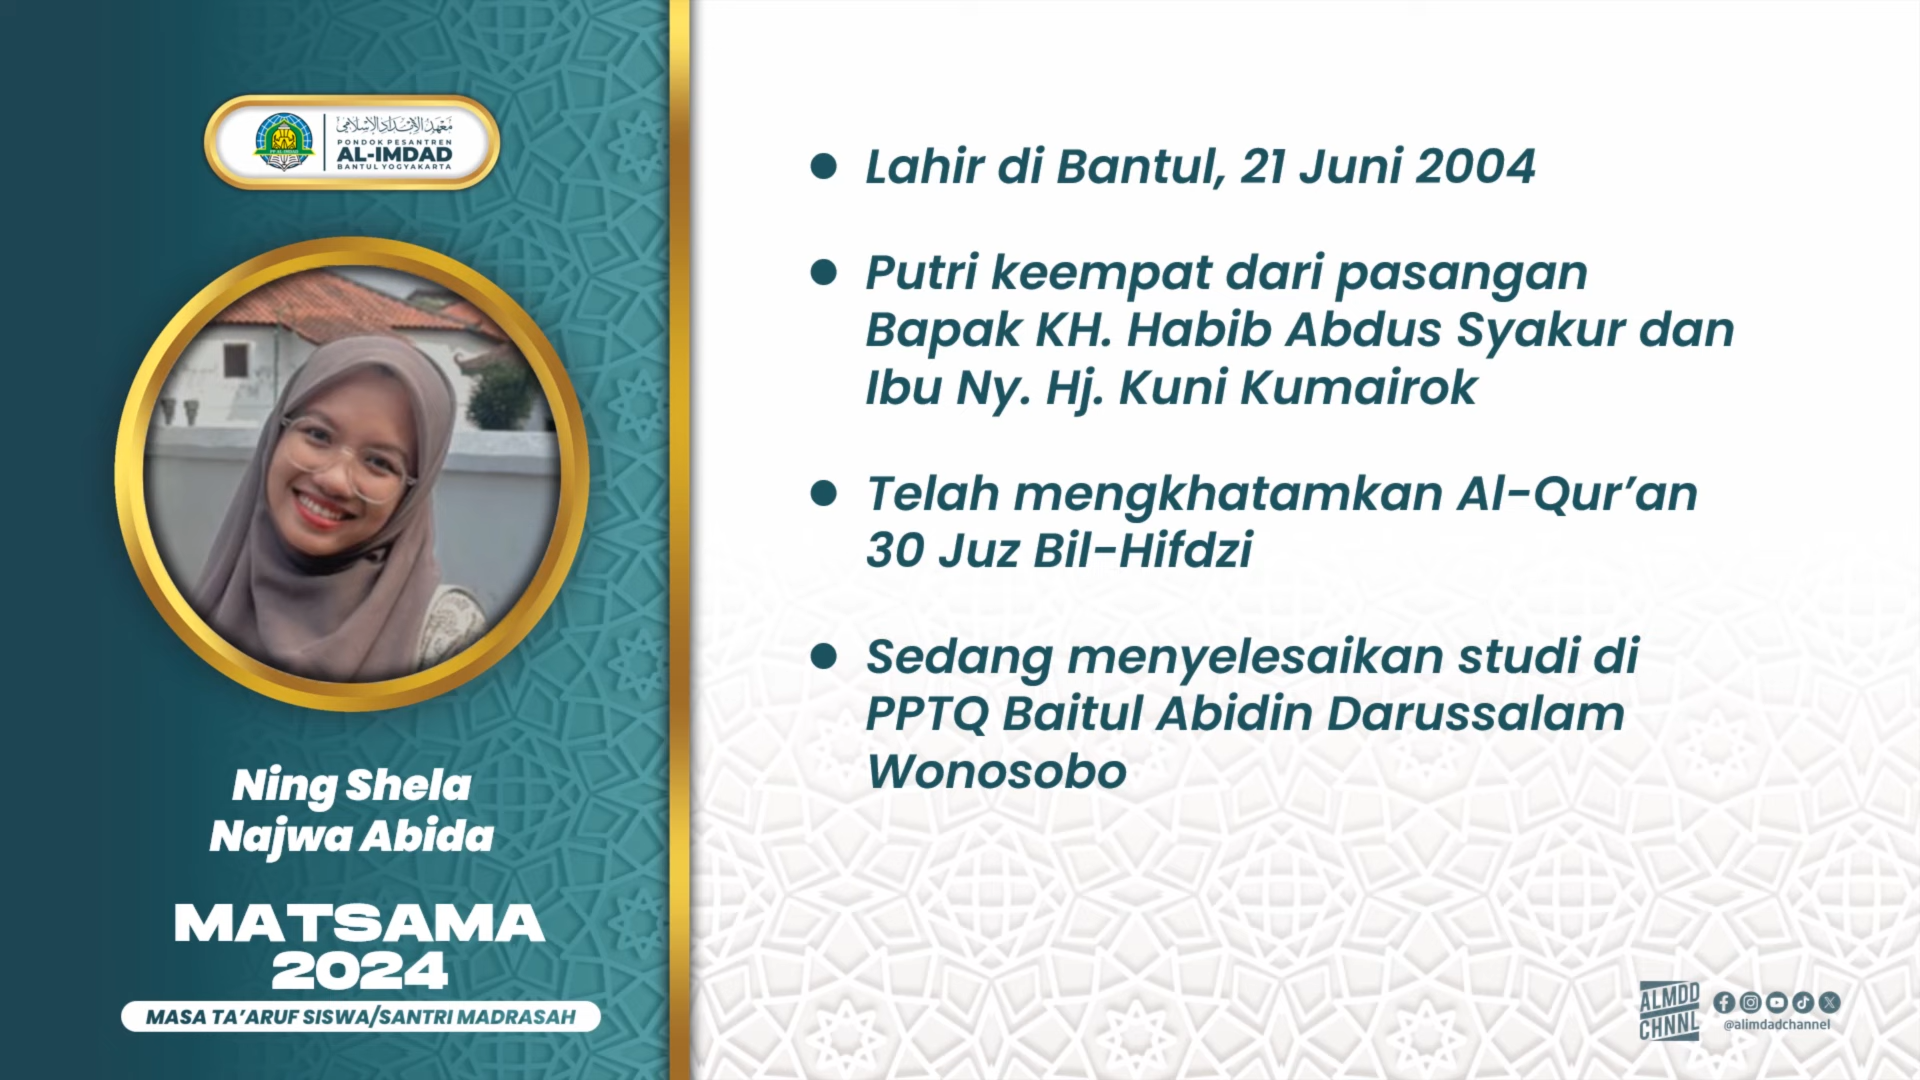 معهد الإمداد الإسلامي
PONDOK PESANTREN
AL-IMDAD
BANTUL YOGYAKARTA
Ning Shela
Najwa Abida
MATSAMA
2024
MASA TA’ARUF SISWA/SANTRI MADRASAH
Lahir di Bantul, 21 Juni 2004
Putri keempat dari pasangan
Bapak KH. Habib Abdus Syakur dan
Ibu Ny. Hj. Kuni Kumairok
Telah mengkhatamkan Al-Qur’an
30 Juz Bil-Hifdzi
Sedang menyelesaikan studi di
PPTQ Baitul Abidin Darussalam
Wonosobo
ALMDD
CHNNL
@alimdadchannel